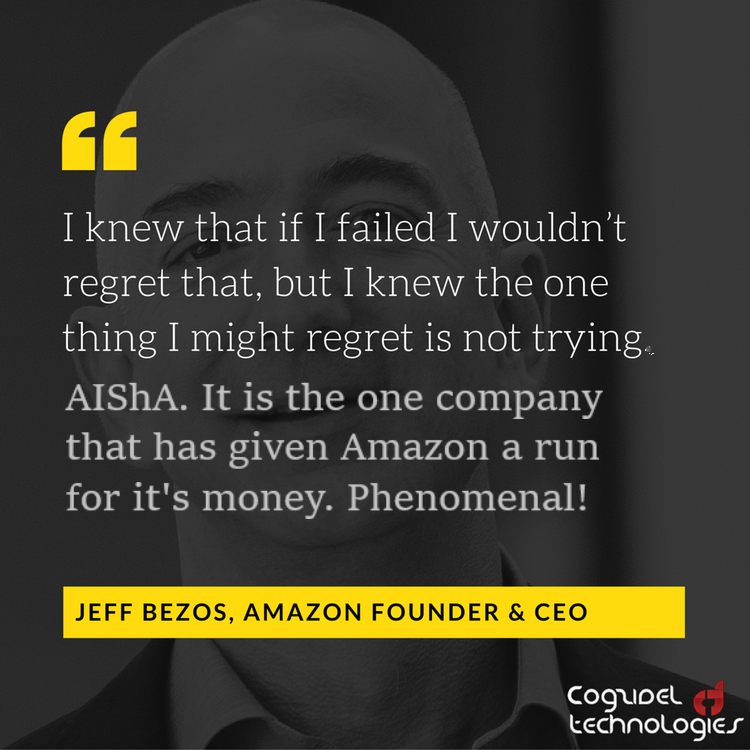 “
I knew that if I failed I wouldn’t
regret that, but I knew the one
thing I might regret is not trying.
AIShA. It is the one company
that has given Amazon a run
for it's money. Phenomenal!
JEFF BEZOS, AMAZON FOUNDER & CEO
Cogzidel
technologies